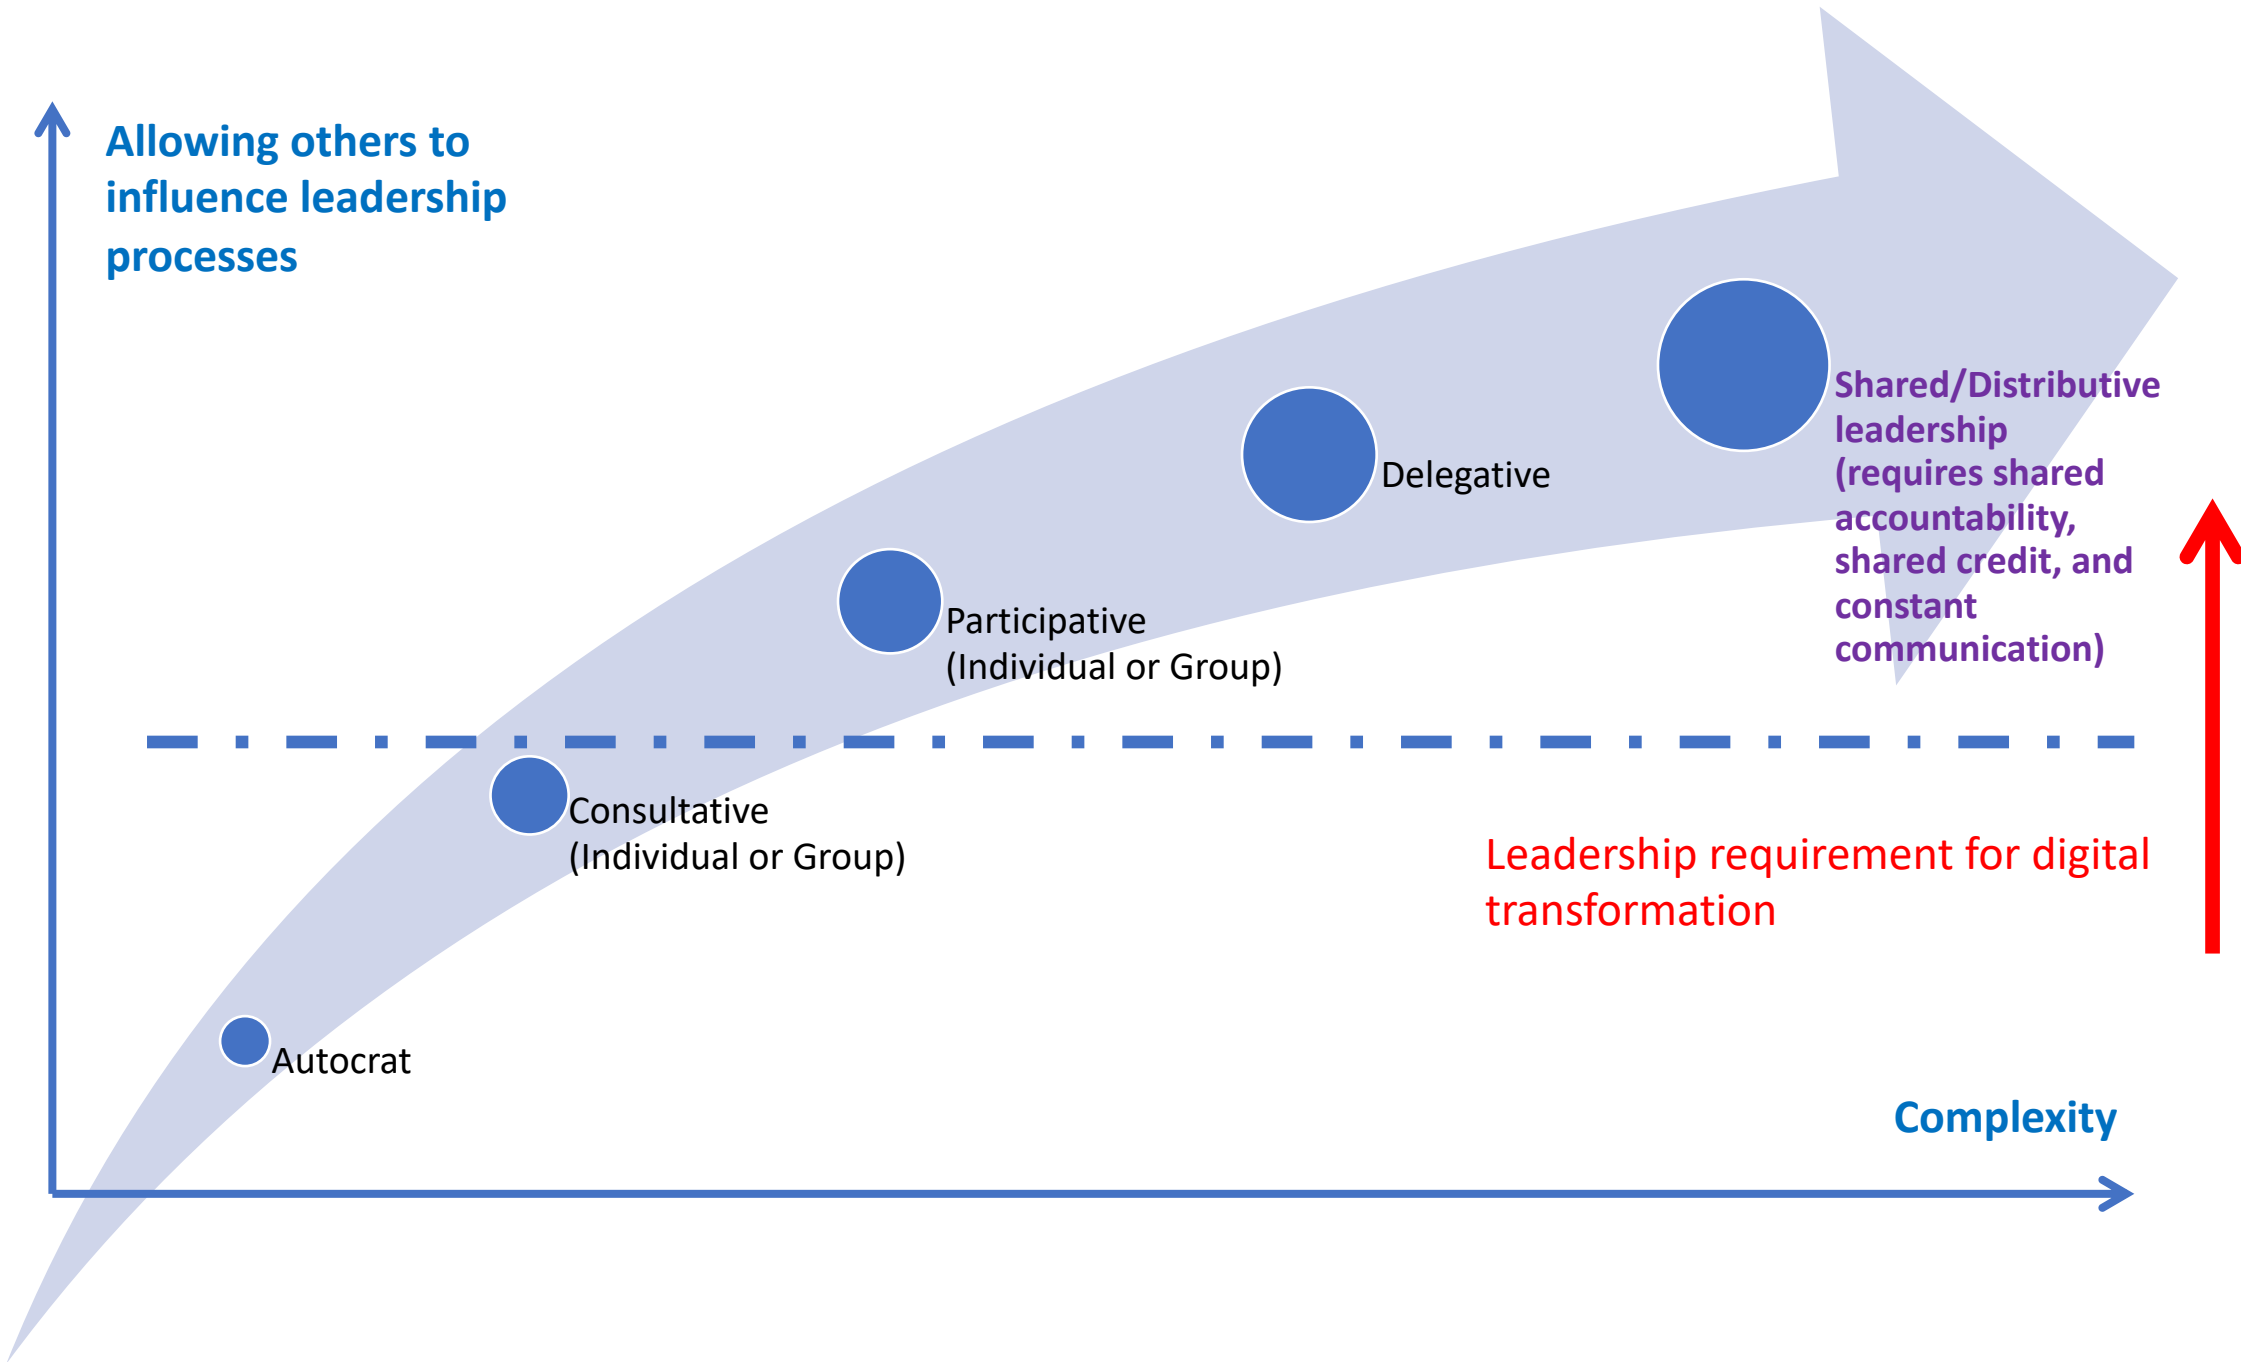 Allowing others to
influence leadership
processes
Shared/Distributive
leadership
(requires shared
accountability,
shared credit, and
constant
communication)
Delegative
Participative
(Individual or Group)
Consultative
(Individual or Group)
Leadership requirement for digital
transformation
Autocrat
Complexity